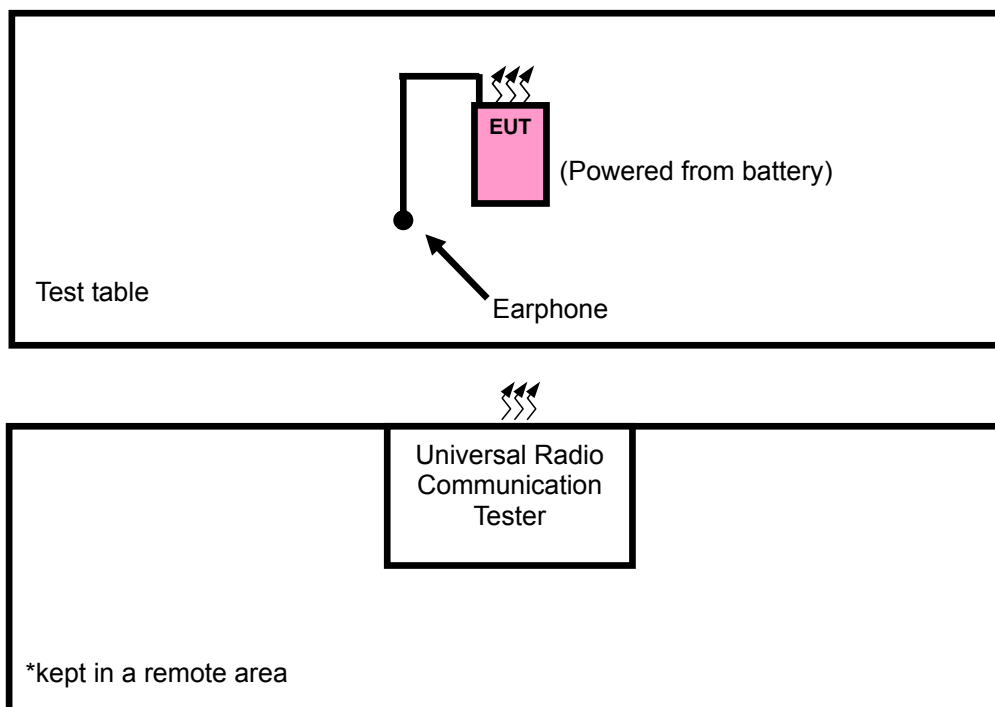 EUT
(Powered from battery)
Test table
Earphone
Universal Radio
Communication
Tester
*kept in a remote area